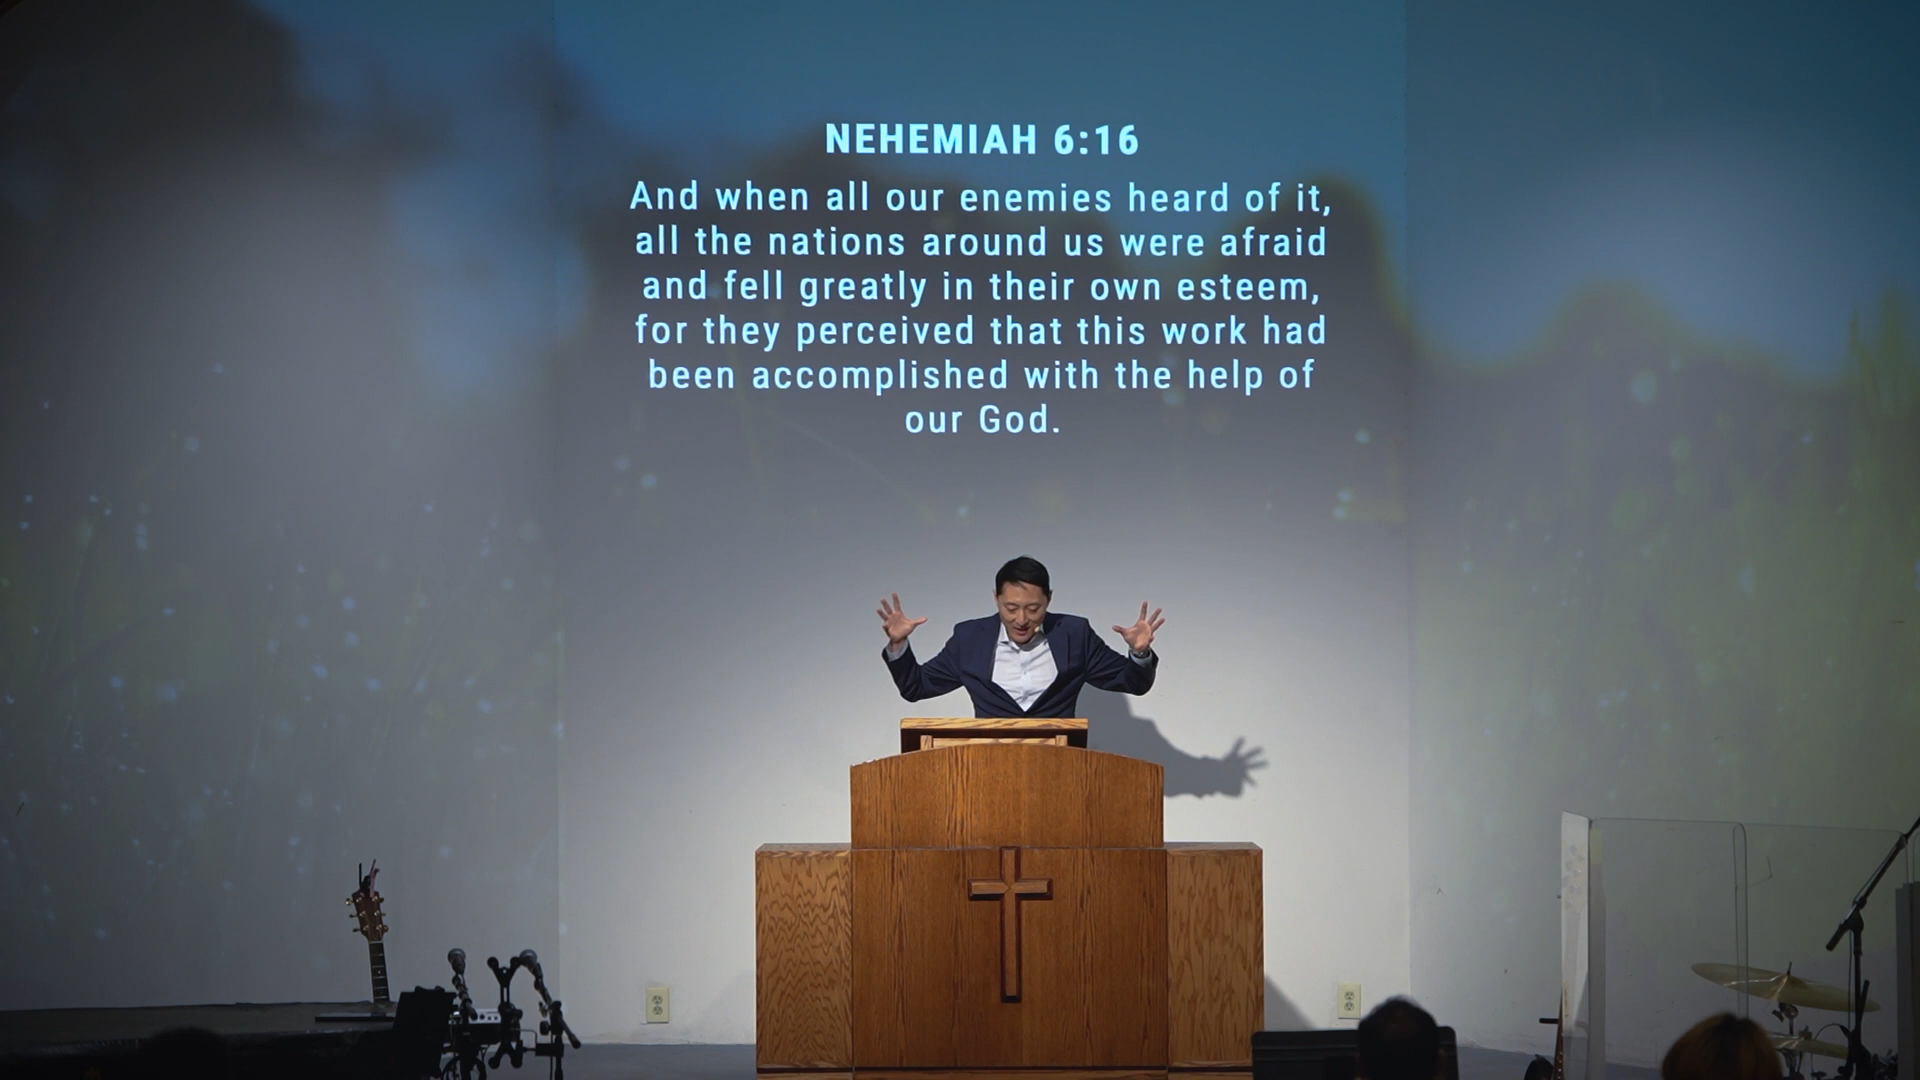 NEHEMIAH 6:16
And when all our enemies heard of it,
all the nations around us were afraid
and fell greatly in their own esteem,
for they perceived that this work had
been accomplished with the help of
our God.